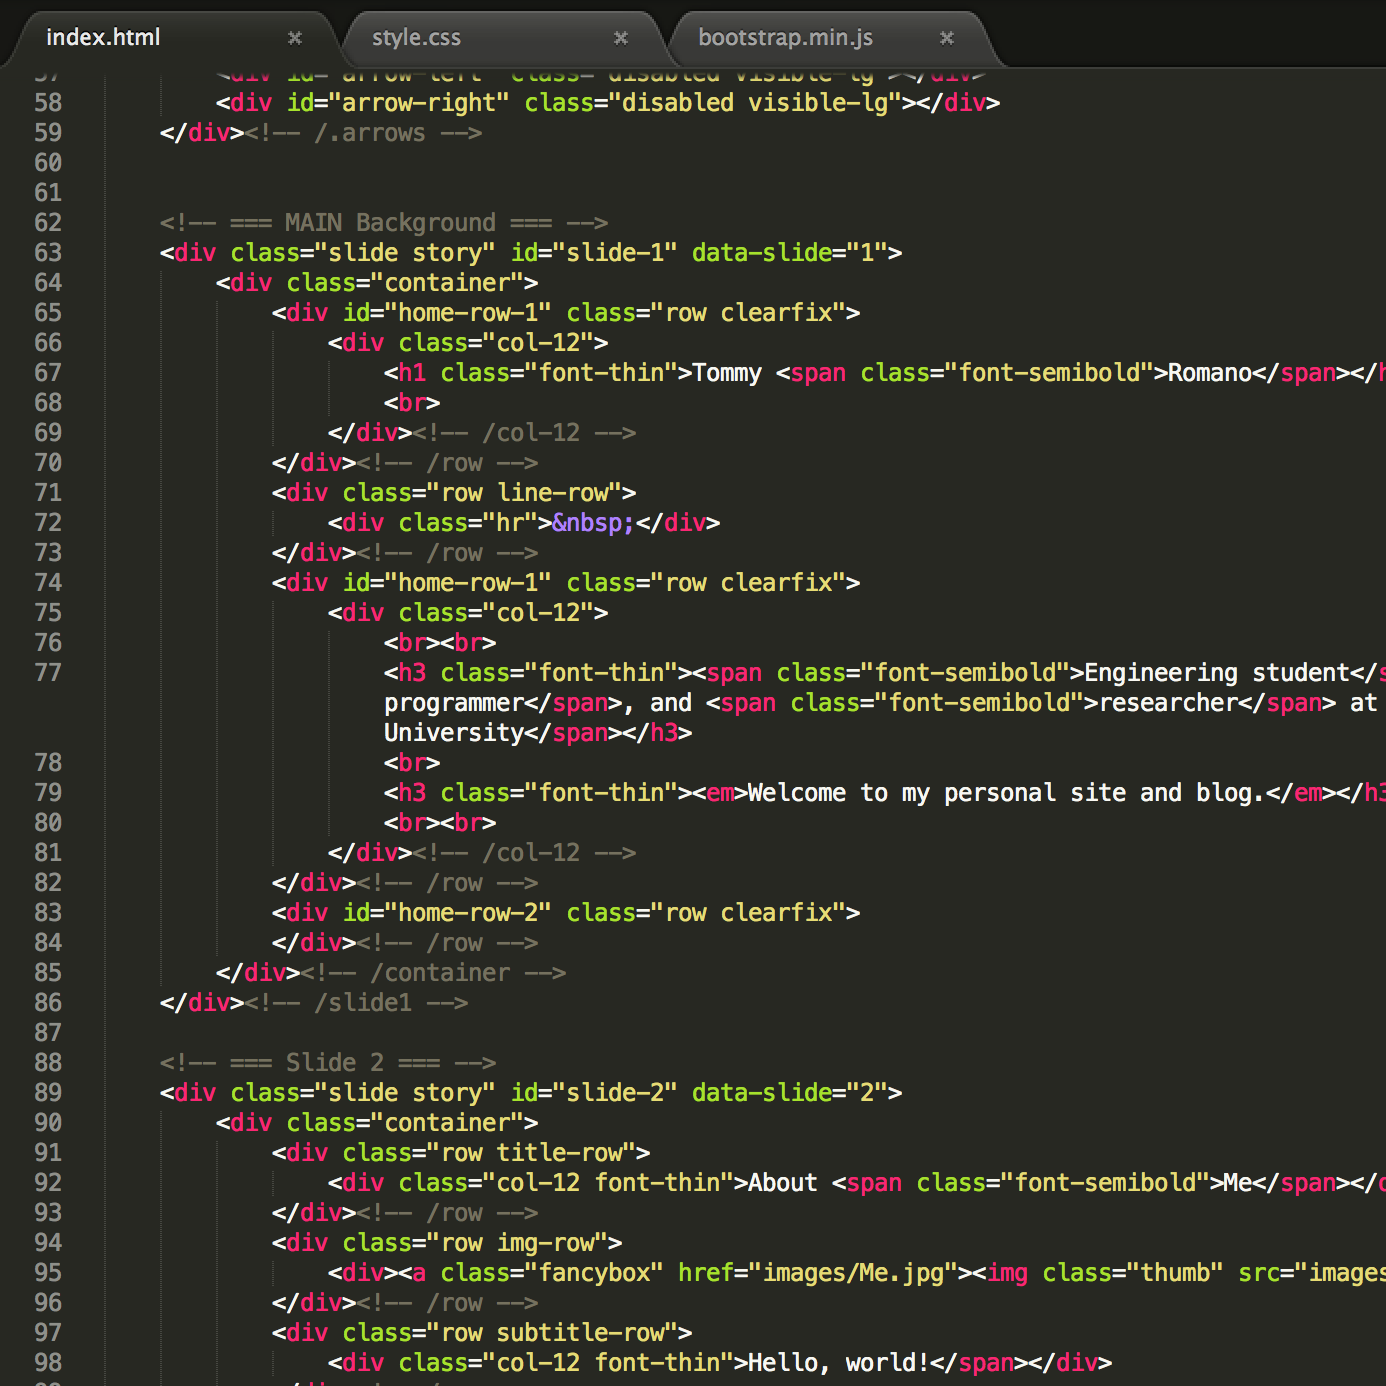 index.html × style.css × bootstrap.min.js ×
57 <div id="arrow-left" class="disabled visible-lg"></div>
58 <div id="arrow-right" class="disabled visible-lg"></div>
59 </div><!-- /.arrows -->
60
61
62 <!-- === MAIN Background === -->
63 <div class="slide story" id="slide-1" data-slide="1">
64 <div class="container">
65 <div id="home-row-1" class="row clearfix">
66 <div class="col-12">
67 <h1 class="font-thin">Tommy <span class="font-semibold">Romano</span></h
68 <br>
69 </div><!-- /col-12 -->
70 </div><!-- /row -->
71 <div class="row line-row">
72 <div class="hr">&nbsp;</div>
73 </div><!-- /row -->
74 <div id="home-row-1" class="row clearfix">
75 <div class="col-12">
76 <br><br>
77 <h3 class="font-thin"><span class="font-semibold">Engineering student</s
programmer</span>, and <span class="font-semibold">researcher</span> at
University</span></h3>
78 <br>
79 <h3 class="font-thin"><em>Welcome to my personal site and blog.</em></h3
80 <br><br>
81 </div><!-- /col-12 -->
82 </div><!-- /row -->
83 <div id="home-row-2" class="row clearfix">
84 </div><!-- /row -->
85 </div><!-- /container -->
86 </div><!-- /slide1 -->
87
88 <!-- === Slide 2 === -->
89 <div class="slide story" id="slide-2" data-slide="2">
90 <div class="container">
91 <div class="row title-row">
92 <div class="col-12 font-thin">About <span class="font-semibold">Me</span></d
93 </div><!-- /row -->
94 <div class="row img-row">
95 <div><a class="fancybox" href="images/Me.jpg"><img class="thumb" src="images
96 </div><!-- /row -->
97 <div class="row subtitle-row">
98 <div class="col-12 font-thin">Hello, world!</span></div>